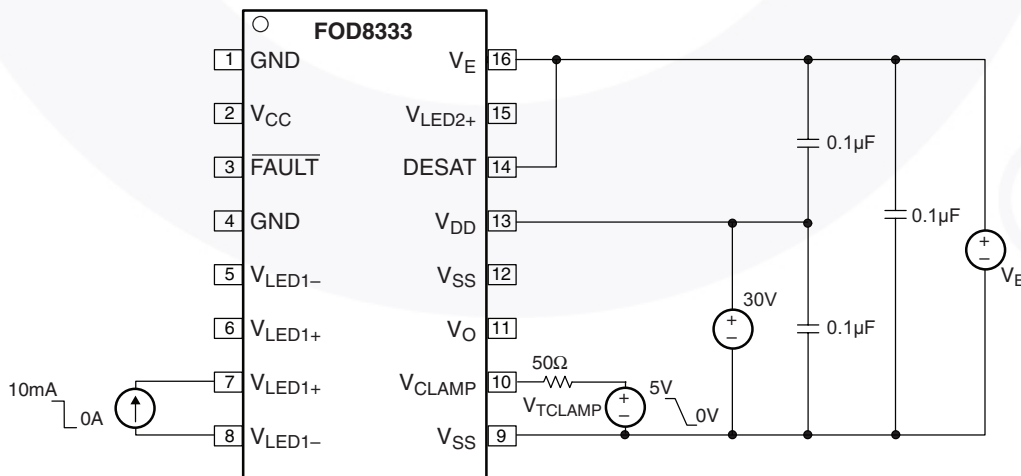 FOD8333
1 GND
VE 16
2 VCC
VLED2+ 15
0.1µF
3 FAULT
DESAT 14
0.1µF
4 GND
VDD 13
VE
5 VLED1–
VSS 12
30V
6 VLED1+
VO 11
0.1µF
50Ω
10mA
0A
7 VLED1+
VCLAMP 10
VTCLAMP
5V
0V
8 VLED1–
VSS 9